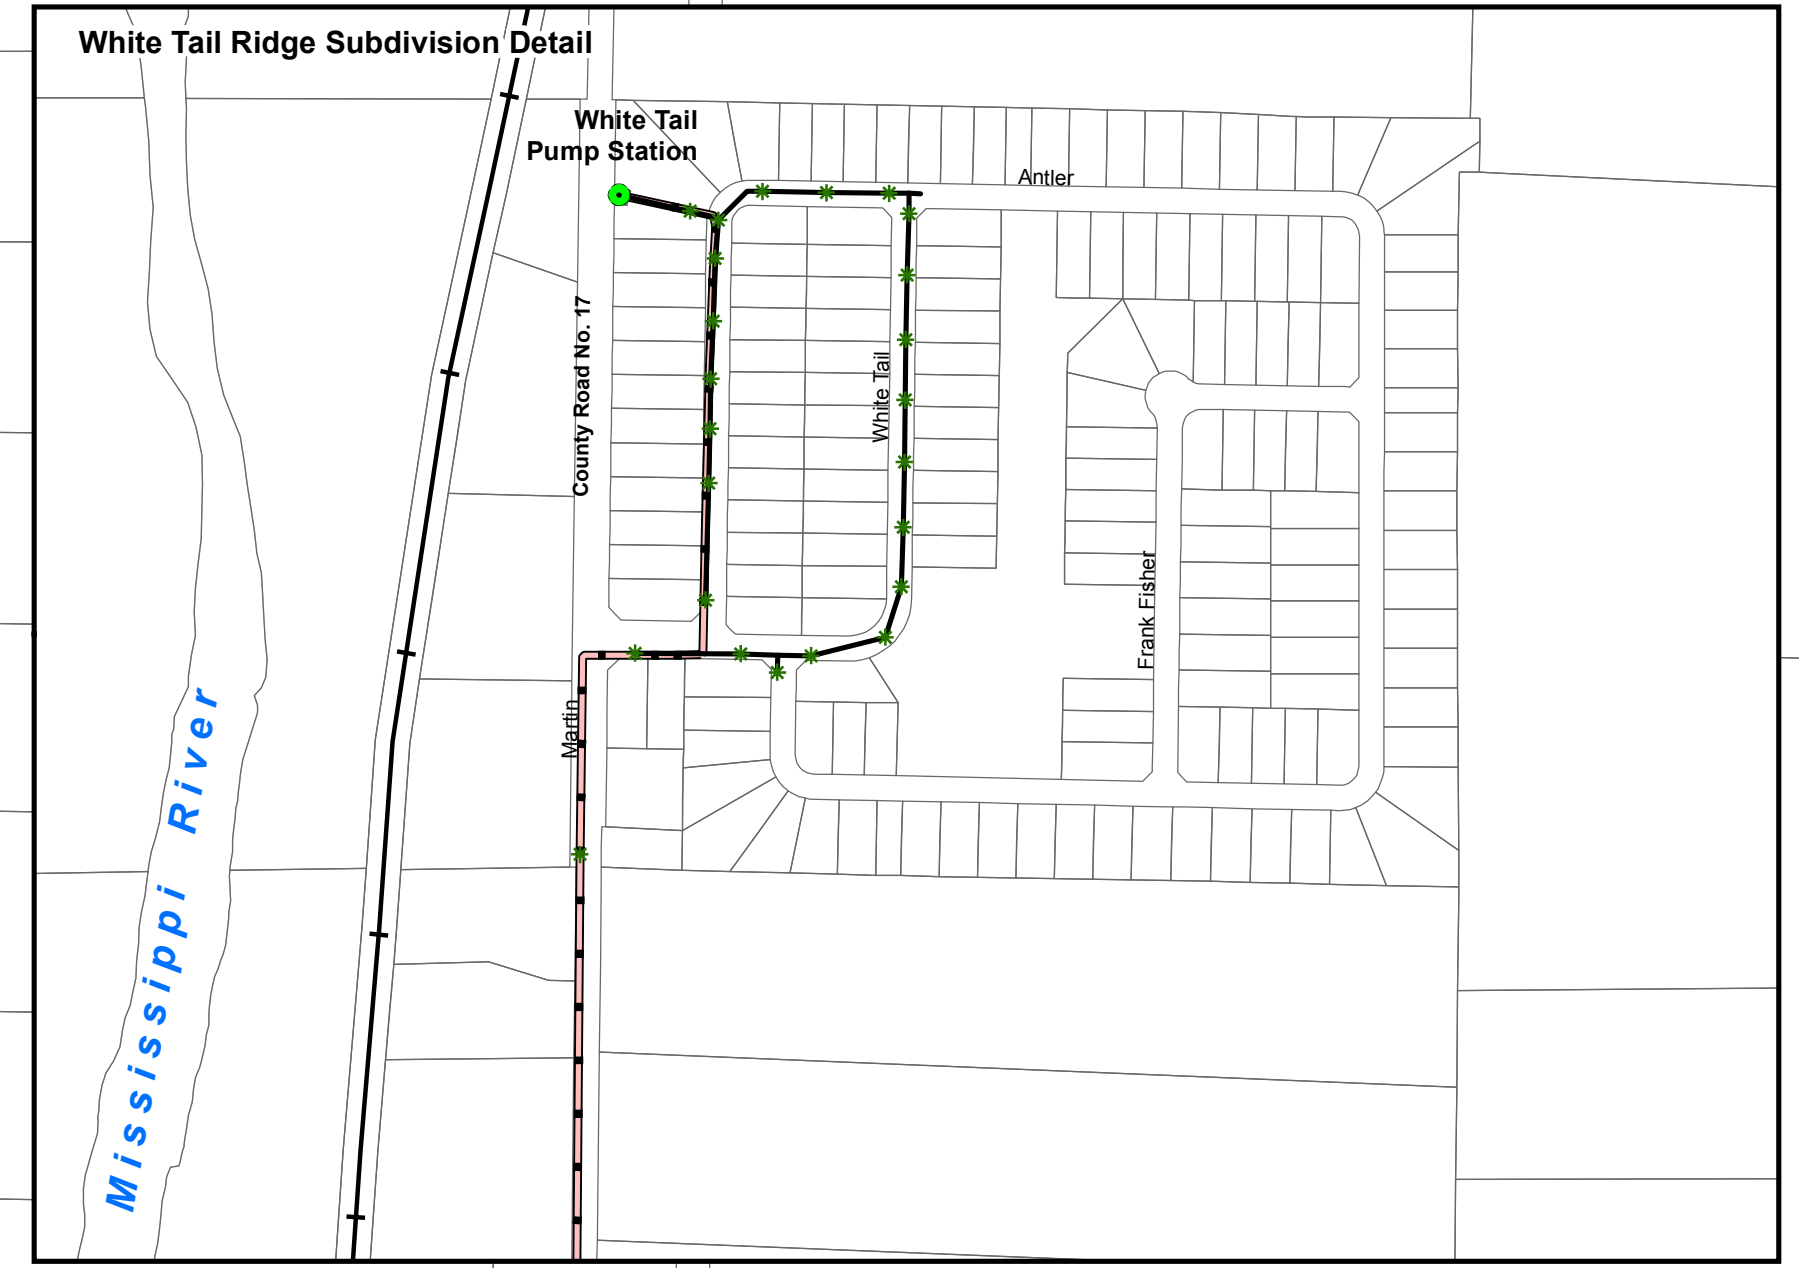 White Tail Ridge Subdivision Detail
White Tail
Pump Station
Antler
County Road No. 17
White Tail
Frank Fisher
Martin
Mississippi River